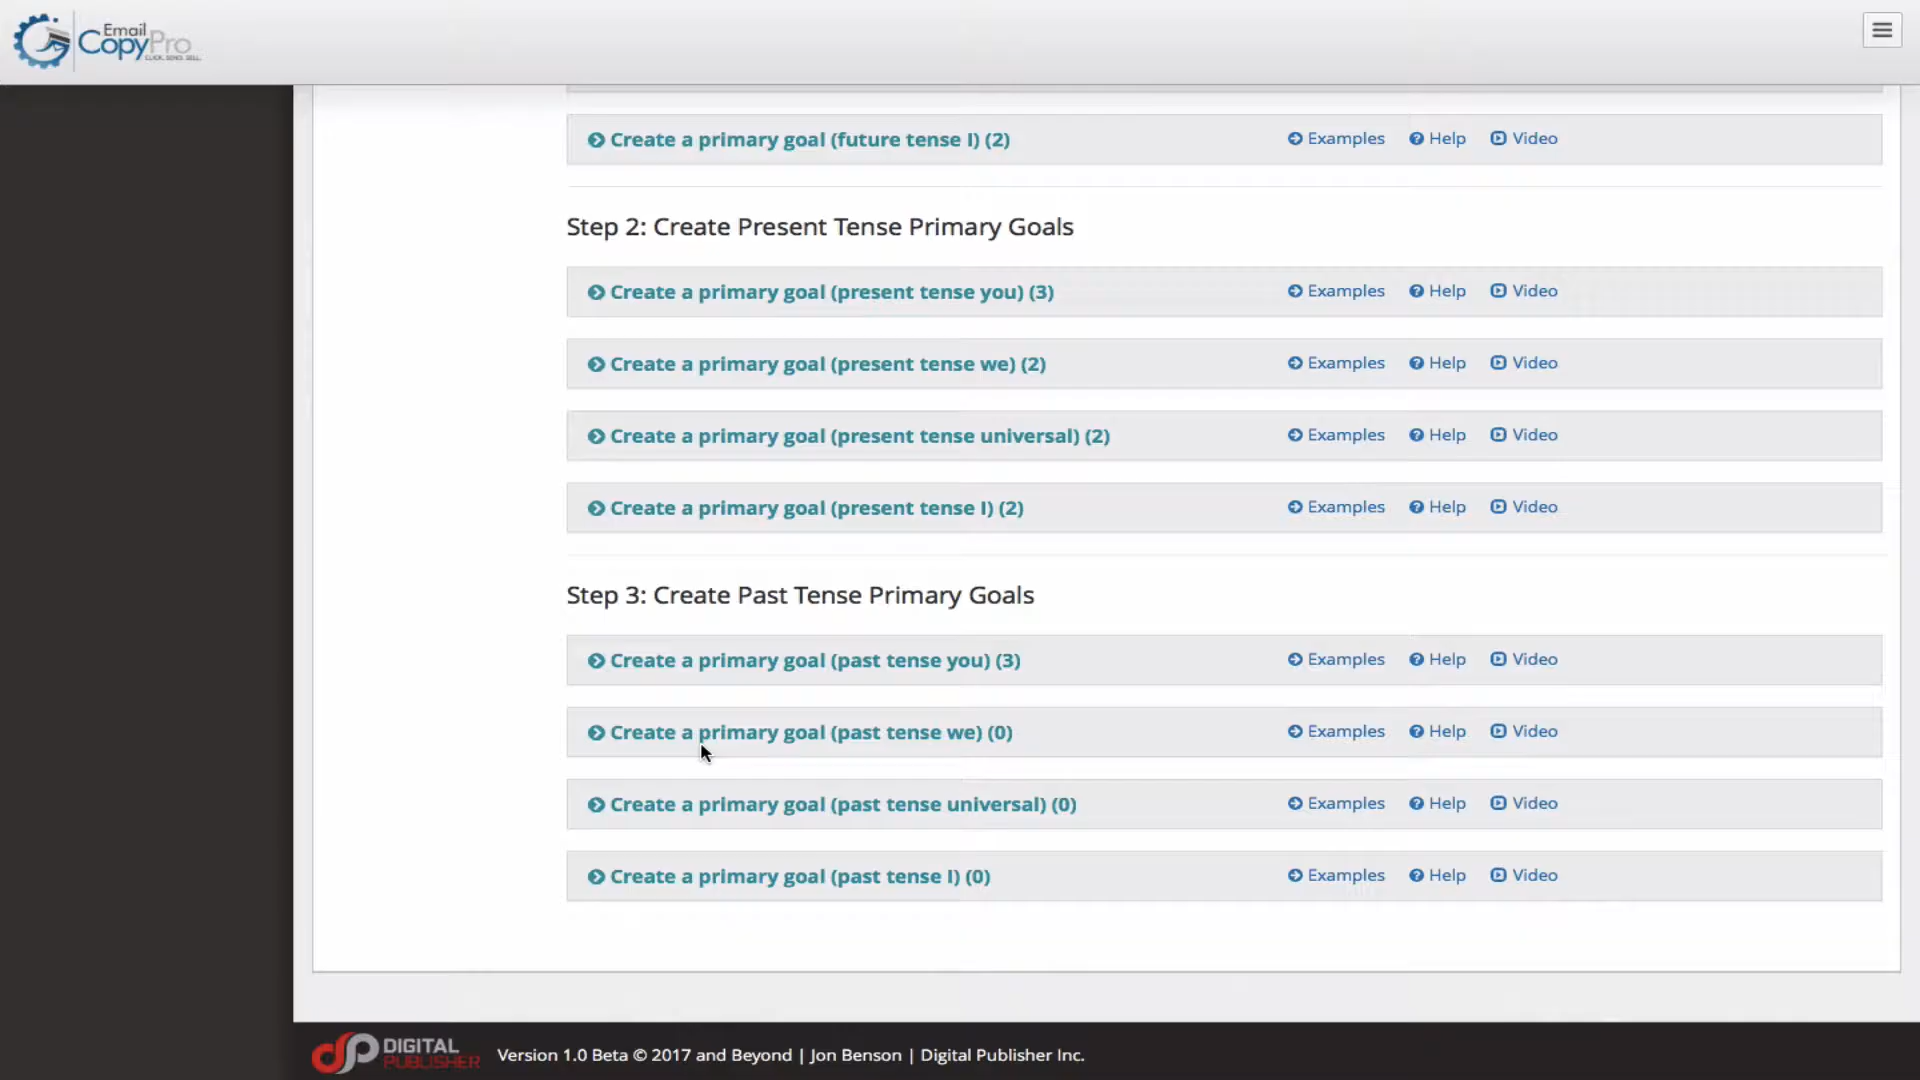 Email
CopyPro
CLICK. SEND. SELL.
Create a primary goal (future tense I) (2) Examples Help Video
Step 2: Create Present Tense Primary Goals
Create a primary goal (present tense you) (3) Examples Help Video
Create a primary goal (present tense we) (2) Examples Help Video
Create a primary goal (present tense universal) (2) Examples Help Video
Create a primary goal (present tense I) (2) Examples Help Video
Step 3: Create Past Tense Primary Goals
Create a primary goal (past tense you) (3) Examples Help Video
Create a primary goal (past tense we) (0) Examples Help Video
Create a primary goal (past tense universal) (0) Examples Help Video
Create a primary goal (past tense I) (0) Examples Help Video
dp DIGITAL
PUBLISHER
Version 1.0 Beta © 2017 and Beyond | Jon Benson | Digital Publisher Inc.